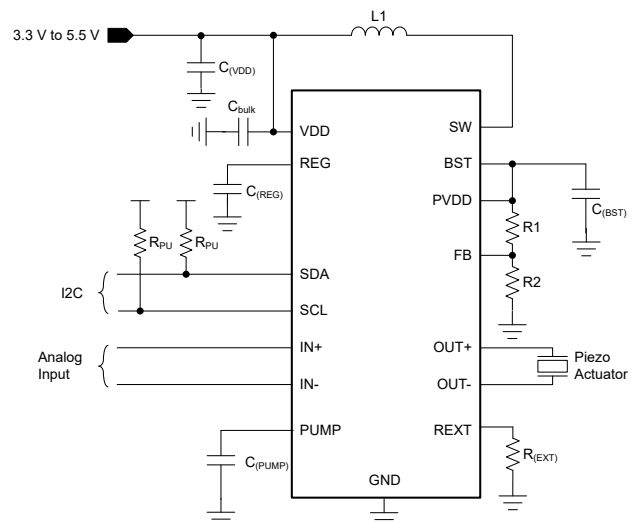 L1
3.3 V to 5.5 V
C(VDD)
Cbulk
VDD
SW
REG
BST
C(REG)
PVDD
C(BST)
R1
RPU
RPU
FB
SDA
R2
I2C
SCL
IN+
OUT+
Analog
Input
Piezo
Actuator
IN-
OUT-
PUMP
REXT
C(PUMP)
R(EXT)
GND